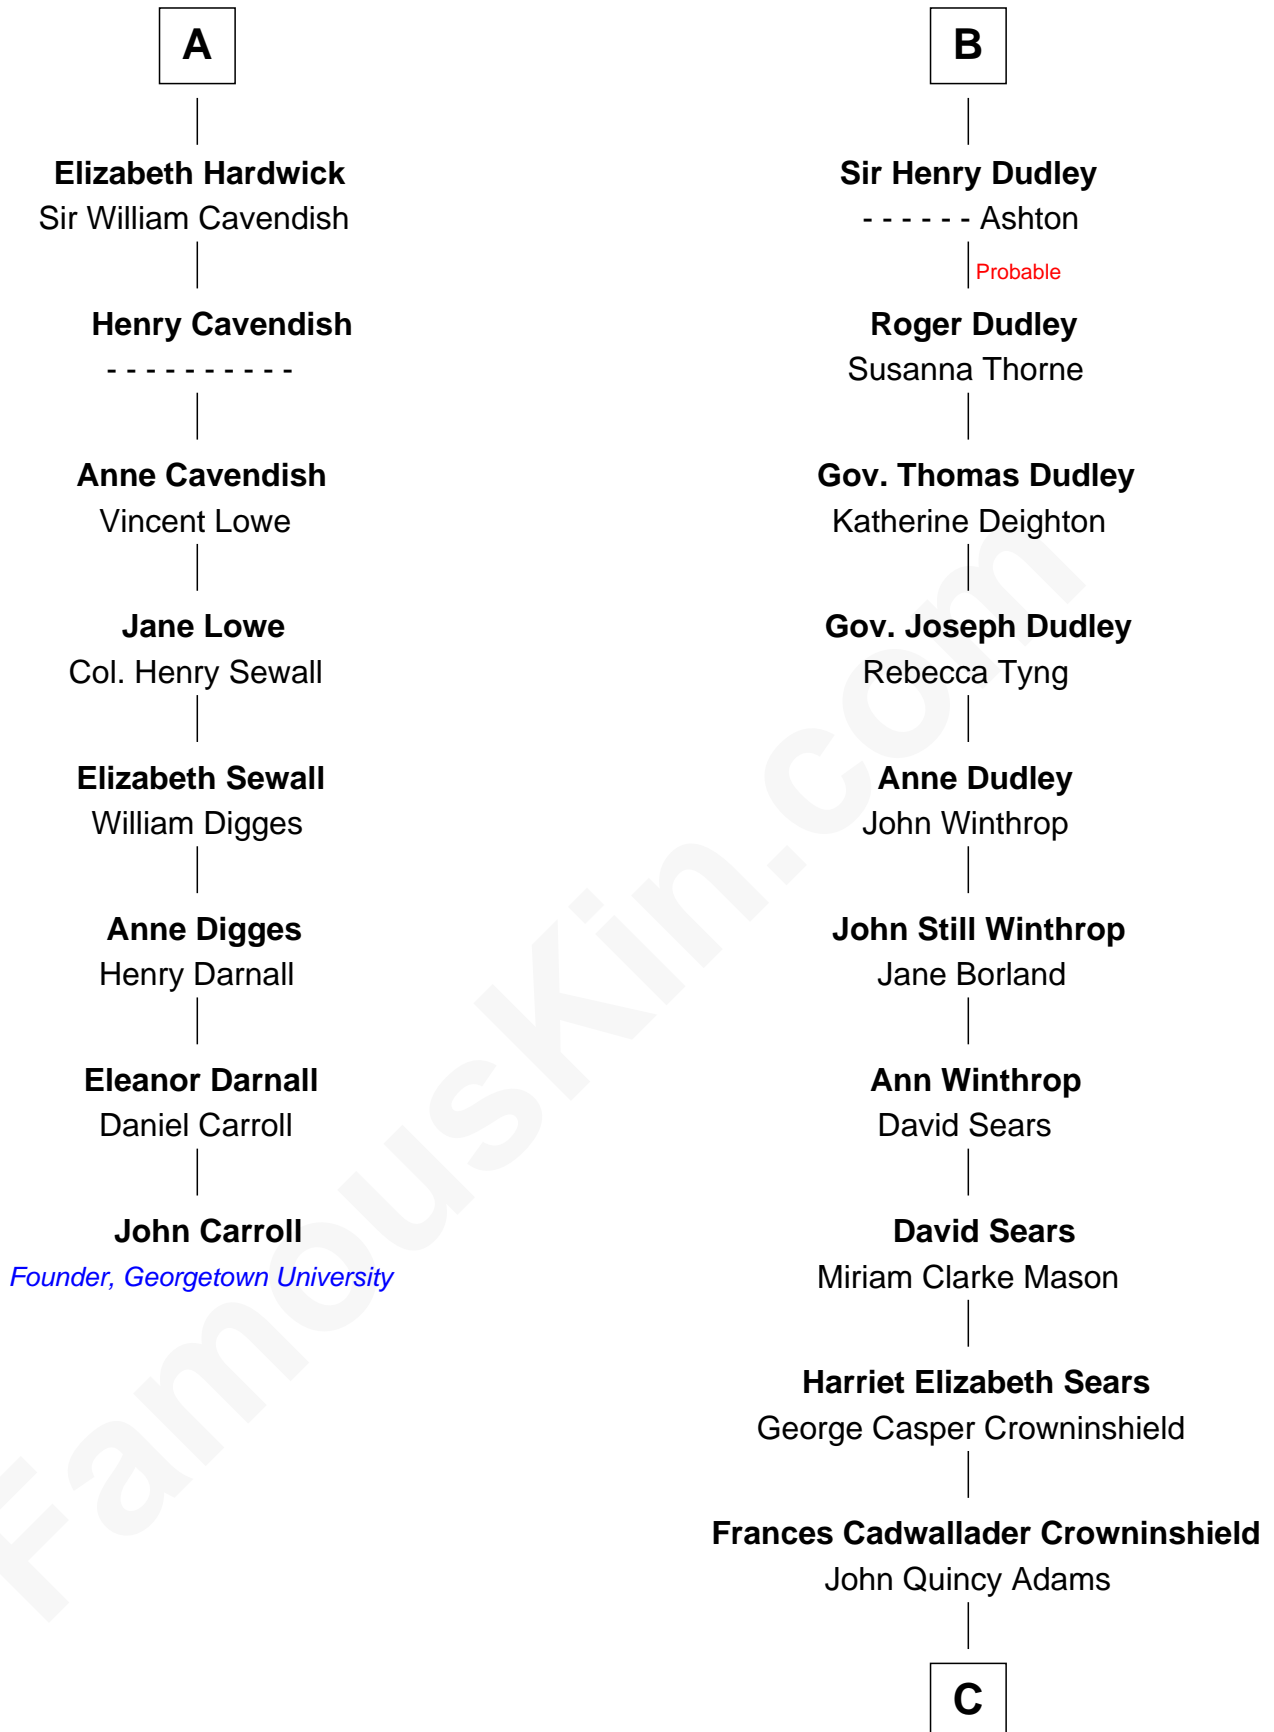 A
Elizabeth Hardwick
Sir William Cavendish
Henry Cavendish
- - - - - - - - - -
Anne Cavendish
Vincent Lowe
Jane Lowe
Col. Henry Sewall
Elizabeth Sewall
William Digges
Anne Digges
Henry Darnall
Eleanor Darnall
Daniel Carroll
John Carroll
Founder, Georgetown University
B
Sir Henry Dudley
- - - - - - Ashton
Probable
Roger Dudley
Susanna Thorne
Gov. Thomas Dudley
Katherine Deighton
Gov. Joseph Dudley
Rebecca Tyng
Anne Dudley
John Winthrop
John Still Winthrop
Jane Borland
Ann Winthrop
David Sears
David Sears
Miriam Clarke Mason
Harriet Elizabeth Sears
George Casper Crowninshield
Frances Cadwallader Crowninshield
John Quincy Adams
C
FamousKin.com